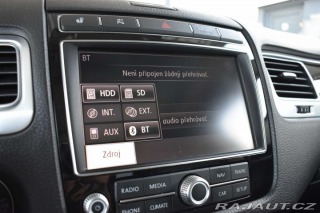 BT
Není připojen žádný přehrávač.
HDD
SD
INT.
EXT.
audio přehrávač.
AUX
BT
Zdroj
RADIO
MEDIA
NAV
TRAFFIC
PHONE
CLIMATE
CAR
SETUP
RAJAUT.CZ